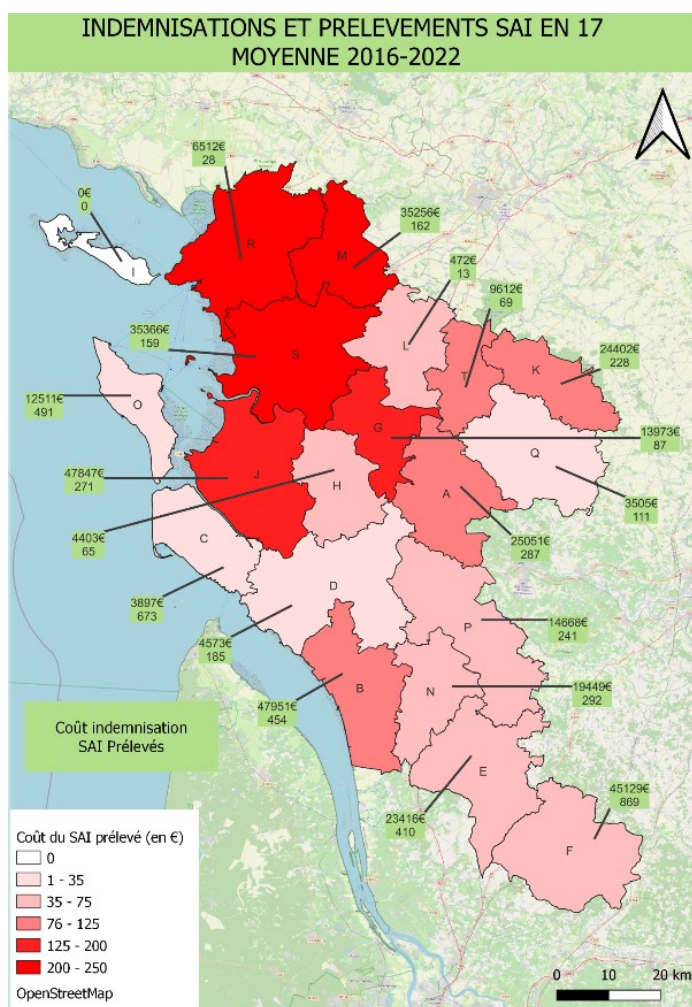 INDEMNISATIONS ET PRELEVEMENTS SAI EN 17
MOYENNE 2016-2022
6512€
28
0€
0
35256€
162
472€
13
9612€
69
35366€
159
24402€
228
12511€
491
13973€
87
47847€
271
4403€
65
3505€
111
25051€
287
3897€
673
4573€
185
14668€
241
47951€
454
19449€
292
45129€
869
23416€
410
R
M
I
S
L
T
K
O
G
Q
J
H
A
C
D
P
B
N
E
F
Coût indemnisation
SAI Prélevés
Coût du SAI prélevé (en €)
0
1 - 35
35 - 75
76 - 125
125 - 200
200 - 250
OpenStreetMap
0 10 20 km